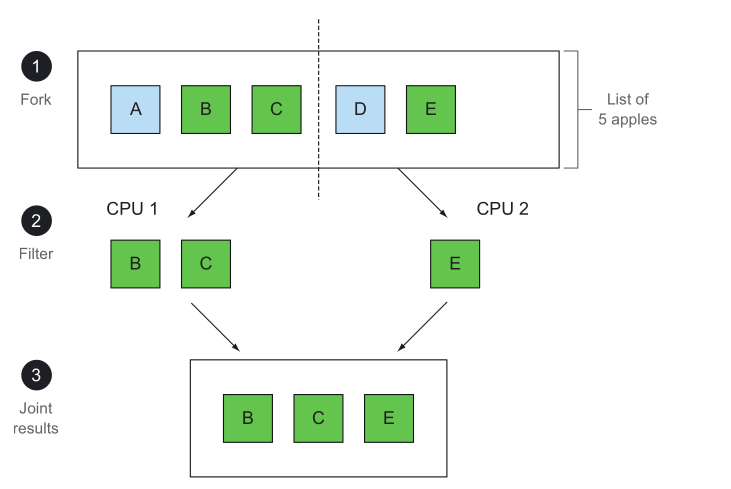 1
Fork
A B C D E
List of
5 apples
CPU 1
CPU 2
2
Filter
B C
E
3
Joint
results
B C E